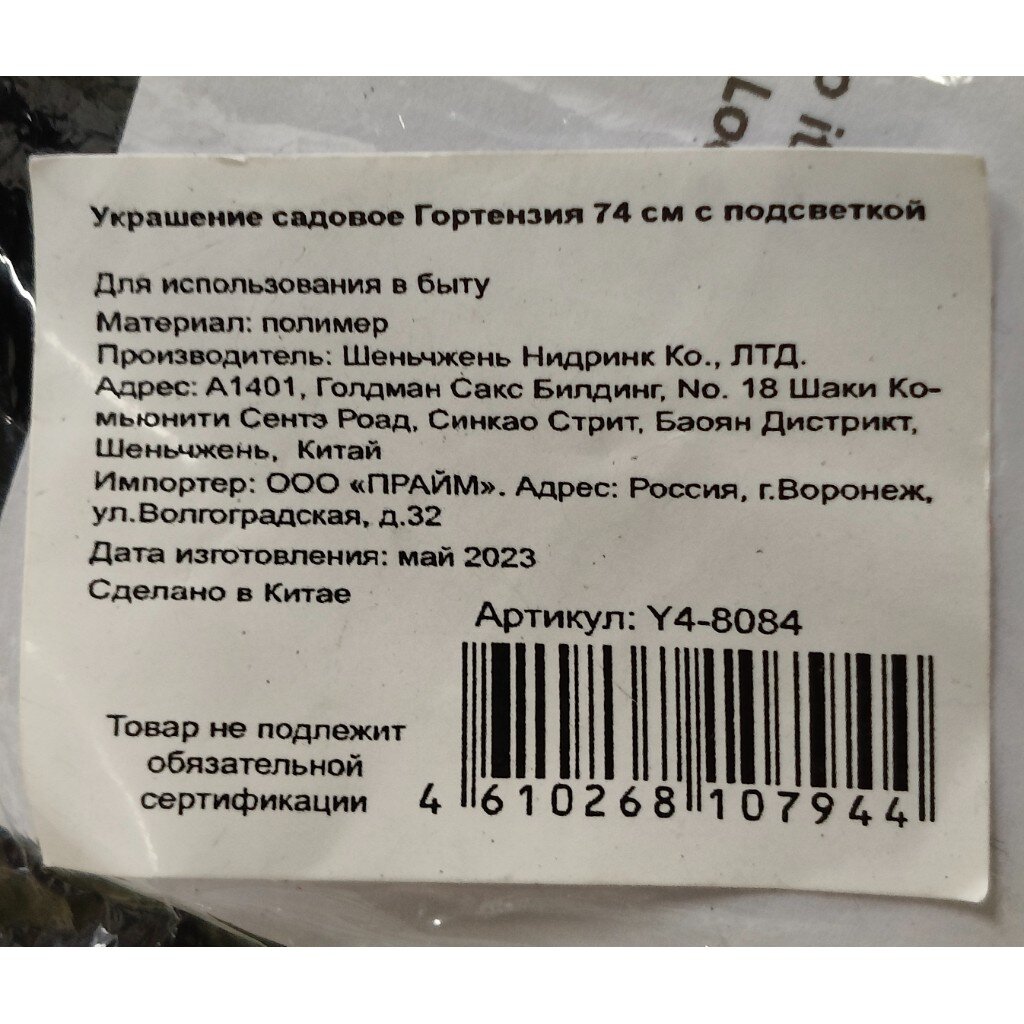 Украшение садовое Гортензия 74 см с подсветкой
Для использования в быту
Материал: полимер
Производитель: Шеньчжень Нидринк Ко., ЛТД.
Адрес: А1401, Голдман Сакс Билдинг, No. 18 Шаки Ко-
мьюнити Сентэ Роад, Синкао Стрит, Баоян Дистрикт,
Шеньчжень, Китай
Импортер: ООО «ПРАЙМ». Адрес: Россия, г.Воронеж,
ул.Волгоградская, д.32
Дата изготовления: май 2023
Сделано в Китае
Артикул: Y4-8084
Товар не подлежит
обязательной
сертификации
4 610268 107944